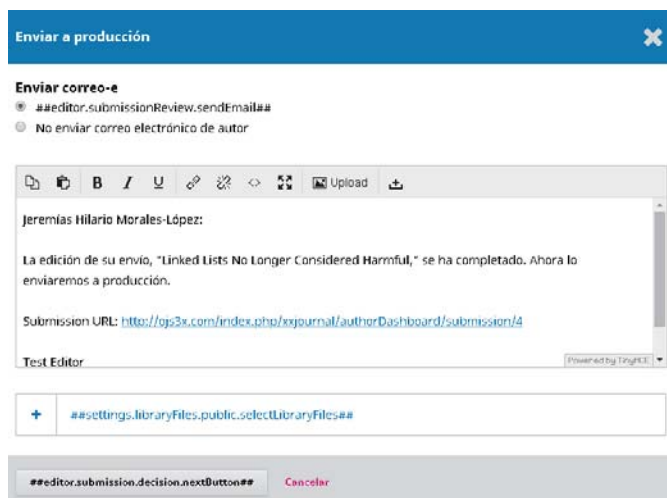 Enviar a producción
Enviar correo-e
##editor.submissionReview.sendEmail##
No enviar correo electrónico de autor
B I U <> Upload
Jeremías Hilario Morales-López:
La edición de su envío, "Linked Lists No Longer Considered Harmful," se ha completado. Ahora lo
enviaremos a producción.
Submission URL: http://ojs3x.com/index.php/xxjournal/authorDashboard/submission/4
Test Editor
Powered by TinyMCE
+ ##settings.libraryFiles.public.selectLibraryFiles##
##editor.submission.decision.nextButton## Cancelar